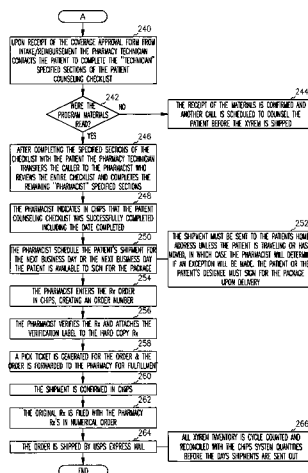 A
240
UPON RECEIPT OF THE COVERAGE APPROVAL FORM FROM
INTAKE/REIMBURSEMENT THE PHARMACY TECHNICIAN
CONTACTS THE PATIENT TO COMPLETE THE "TECHNICIAN"
SPECIFIED SECTIONS OF THE PATIENT
COUNSELING CHECKLIST
242
WERE THE
PROGRAM MATERIALS
READ?
NO
244
THE RECEIPT OF THE MATERIALS IS CONFIRMED AND
ANOTHER CALL IS SCHEDULED TO COUNSEL THE
PATIENT BEFORE THE XYREM IS SHIPPED
YES
246
AFTER COMPLETING THE SPECIFIED SECTIONS OF THE
CHECKLIST WITH THE PATIENT THE PHARMACY TECHNICIAN
TRANSFERS THE CALLER TO THE PHARMACIST WHO
REVIEWS THE ENTIRE CHECKLIST AND COMPLETES THE
REMAINING "PHARMACIST" SPECIFIED SECTIONS
248
THE PHARMACIST INDICATES IN CHIPS THAT THE PATIENT
COUNSELING CHECKLIST WAS SUCCESSFULLY COMPLETED
INCLUDING THE DATE COMPLETED
250
THE PHARMACIST SCHEDULE THE PATIENT'S SHIPMENT FOR
THE NEXT BUSINESS DAY OR THE NEXT BUSINESS DAY
THE PATIENT IS AVAILABLE TO SIGN FOR THE PACKAGE
252
THE SHIPMENT MUST BE SENT TO THE PATIENTS HOME
ADDRESS UNLESS THE PATIENT IS TRAVELING OR HAS
MOVED, IN WHICH CASE THE PHARMACIST WILL DETERMINE
IF AN EXCEPTION WILL BE MADE. THE PATIENT OR THE
PATIENT'S DESIGNEE MUST SIGN FOR THE PACKAGE
UPON DELIVERY
254
THE PHARMACIST ENTERS THE Rx ORDER
IN CHIPS, CREATING AN ORDER NUMBER
256
THE PHARMACIST VERIFIES THE Rx AND ATTACHES THE
VERIFICATION LABEL TO THE HARD COPY Rx
258
A PICK TICKET IS GENERATED FOR THE ORDER & THE
ORDER IS FORWARDED TO THE PHARMACY FOR FULFILLMENT
260
THE SHIPMENT IS CONFIRMED IN CHIPS
262
THE ORIGINAL Rx IS FILED WITH THE PHARMACY
Rx'S IN NUMERICAL ORDER
264
THE ORDER IS SHIPPED BY USPS EXPRESS MAIL
266
ALL XYREM INVENTORY IS CYCLE COUNTED AND
RECONCILED WITH THE CHIPS SYSTEM QUANTITIES
BEFORE THE DAYS SHIPMENTS ARE SENT OUT
END